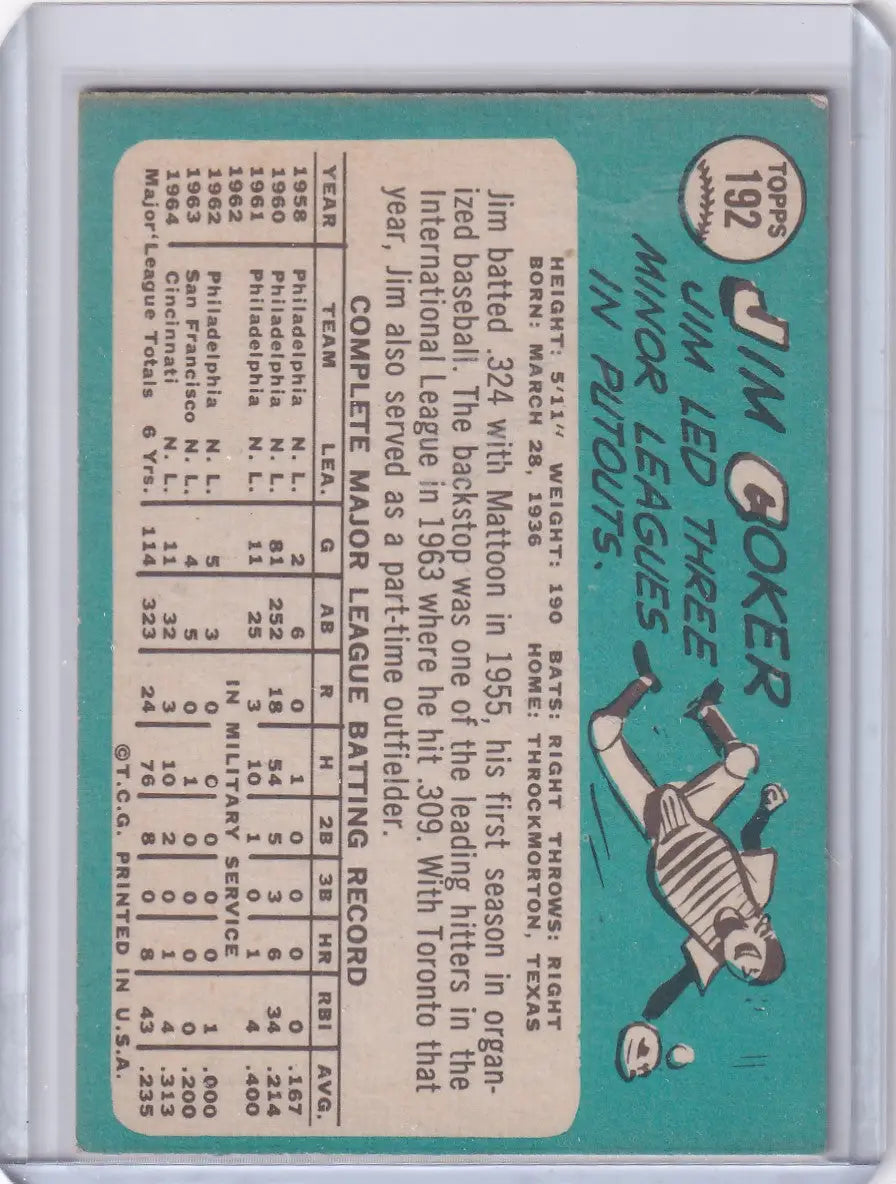 TOPPS
192
JIM COKER
JIM LED THREE
MINOR LEAGUES
IN PUTOUTS.
HEIGHT: 5'11" WEIGHT: 190 BATS: RIGHT THROWS: RIGHT
BORN: MARCH 28, 1936 HOME: THROCKMORTON, TEXAS
Jim batted .324 with Mattoon in 1955, his first season in organ-
ized baseball. The backstop was one of the leading hitters in the
International League in 1963 where he hit .309. With Toronto that
year, Jim also served as a part-time outfielder.
COMPLETE MAJOR LEAGUE BATTING RECORD
YEAR TEAM LEA. G AB R H 2B 3B HR RBI AVG.
1958 Philadelphia N. L. 2 6 0 1 0 0 0 0 .167
1960 Philadelphia N. L. 81 252 18 54 5 3 6 34 .214
1961 Philadelphia N. L. 11 25 3 10 1 0 1 4 .400
1962 IN MILITARY SERVICE
1962 Philadelphia N. L. 5 3 0 0 0 0 0 1 .000
1963 San Francisco N. L. 4 5 0 1 0 0 0 0 .200
1964 Cincinnati N. L. 11 32 3 10 2 0 1 4 .313
Major League Totals 6 Yrs. 114 323 24 76 8 0 8 43 .235
©T.C.G. PRINTED IN U.S.A.